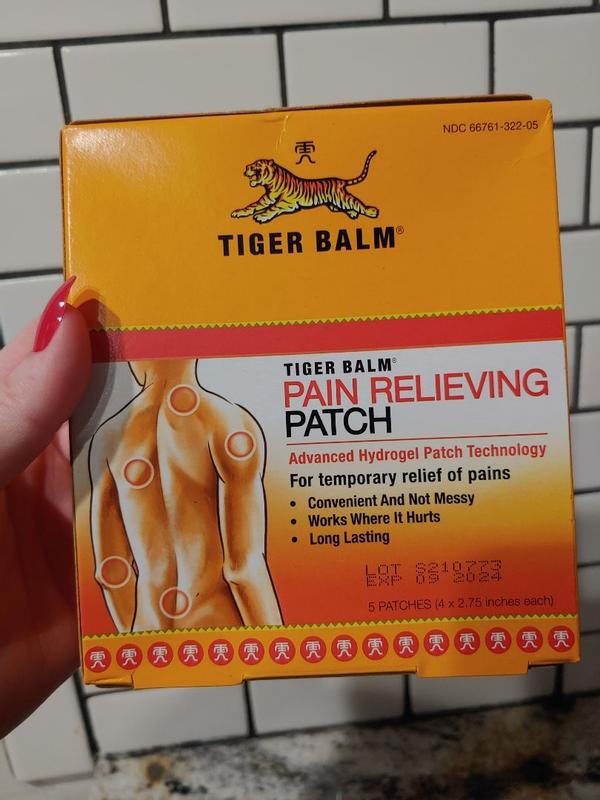 NDC 66761-322-05
TIGER BALM®
TIGER BALM®
PAIN RELIEVING
PATCH
Advanced Hydrogel Patch Technology
For temporary relief of pains
• Convenient And Not Messy
• Works Where It Hurts
• Long Lasting
LOT S210773
EXP 09 2024
5 PATCHES (4 x 2.75 inches each)